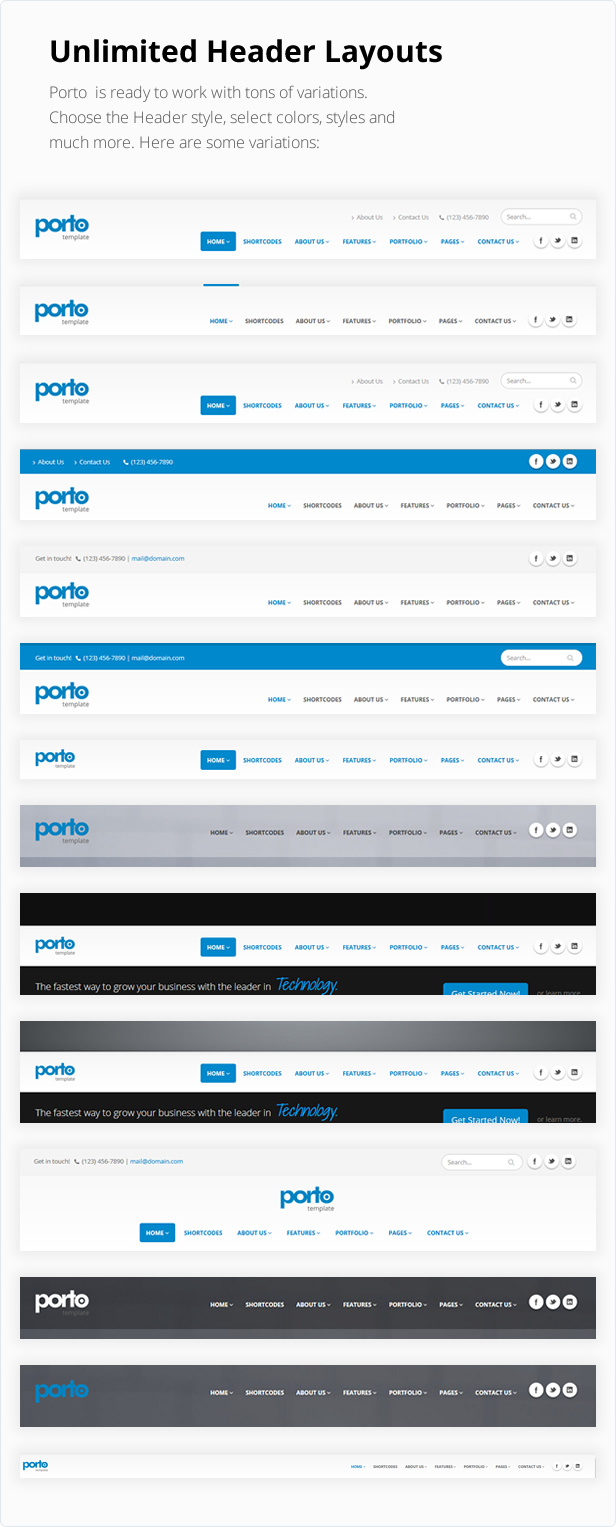 Unlimited Header Layouts
Porto is ready to work with tons of variations.
Choose the Header style, select colors, styles and
much more. Here are some variations:
About Us Contact Us (123) 456-7890 Search...
porto
template
HOME SHORTCODES ABOUT US FEATURES PORTFOLIO PAGES CONTACT US
porto
template
HOME SHORTCODES ABOUT US FEATURES PORTFOLIO PAGES CONTACT US
About Us Contact Us (123) 456-7890 Search...
porto
template
HOME SHORTCODES ABOUT US FEATURES PORTFOLIO PAGES CONTACT US
About Us Contact Us (123) 456-7890
porto
template
HOME SHORTCODES ABOUT US FEATURES PORTFOLIO PAGES CONTACT US
Get in touch! (123) 456-7890 | mail@domain.com
porto
template
HOME SHORTCODES ABOUT US FEATURES PORTFOLIO PAGES CONTACT US
Get in touch! (123) 456-7890 | mail@domain.com Search...
porto
template
HOME SHORTCODES ABOUT US FEATURES PORTFOLIO PAGES CONTACT US
porto
template
HOME SHORTCODES ABOUT US FEATURES PORTFOLIO PAGES CONTACT US
porto
template
HOME SHORTCODES ABOUT US FEATURES PORTFOLIO PAGES CONTACT US
porto
template
HOME SHORTCODES ABOUT US FEATURES PORTFOLIO PAGES CONTACT US
The fastest way to grow your business with the leader in Technology. Get Started Now! or learn more.
porto
template
HOME SHORTCODES ABOUT US FEATURES PORTFOLIO PAGES CONTACT US
The fastest way to grow your business with the leader in Technology. Get Started Now! or learn more.
Get in touch! (123) 456-7890 | mail@domain.com Search...
porto
template
HOME SHORTCODES ABOUT US FEATURES PORTFOLIO PAGES CONTACT US
porto
template
HOME SHORTCODES ABOUT US FEATURES PORTFOLIO PAGES CONTACT US
porto
template
HOME SHORTCODES ABOUT US FEATURES PORTFOLIO PAGES CONTACT US
porto
template
HOME SHORTCODES ABOUT US FEATURES PORTFOLIO PAGES CONTACT US